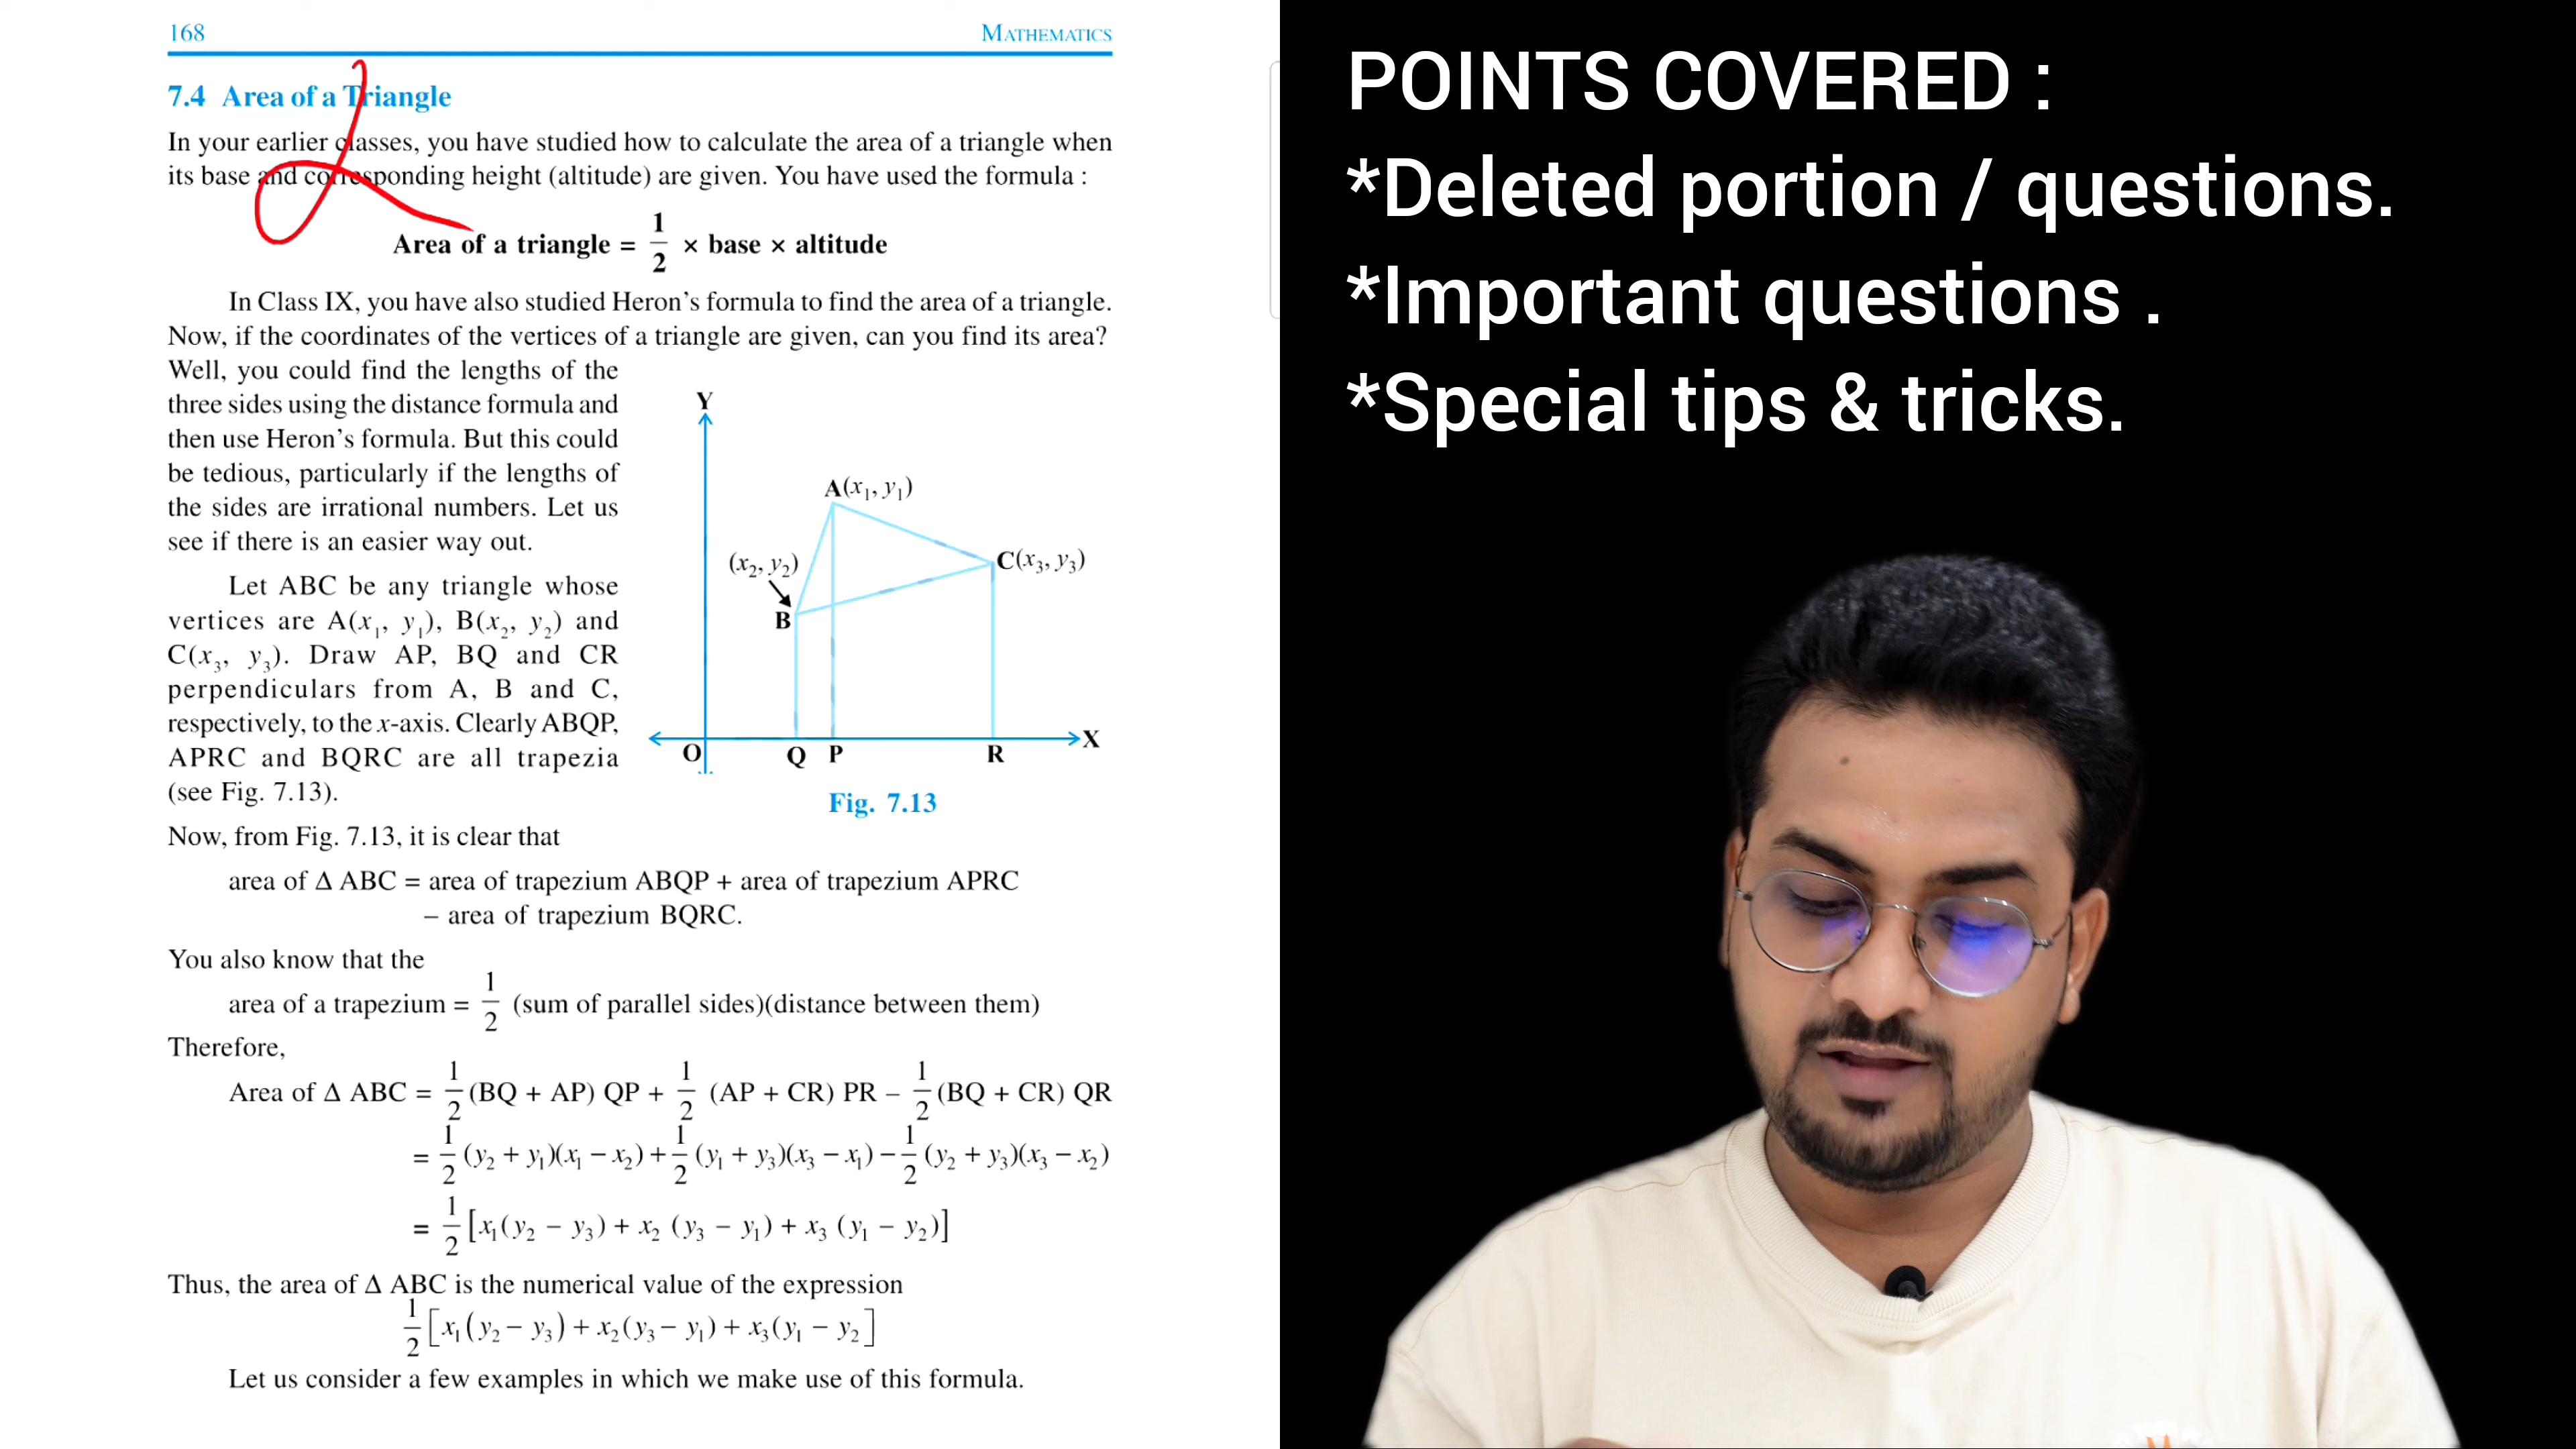 168 MATHEMATICS
7.4 Area of a Triangle
In your earlier classes, you have studied how to calculate the area of a triangle when
its base and corresponding height (altitude) are given. You have used the formula :
Area of a triangle = 1/2 × base × altitude
In Class IX, you have also studied Heron's formula to find the area of a triangle.
Now, if the coordinates of the vertices of a triangle are given, can you find its area?
Well, you could find the lengths of the
three sides using the distance formula and
then use Heron's formula. But this could
be tedious, particularly if the lengths of
the sides are irrational numbers. Let us
see if there is an easier way out.
Let ABC be any triangle whose
vertices are A(x₁, y₁), B(x₂, y₂) and
C(x₃, y₃). Draw AP, BQ and CR
perpendiculars from A, B and C,
respectively, to the x-axis. Clearly ABQP,
APRC and BQRC are all trapezia
(see Fig. 7.13).
Y
A(x₁, y₁)
(x₂, y₂)
C(x₃, y₃)
B
X
O Q P R
Fig. 7.13
Now, from Fig. 7.13, it is clear that
area of Δ ABC = area of trapezium ABQP + area of trapezium APRC
– area of trapezium BQRC.
You also know that the
area of a trapezium = 1/2 (sum of parallel sides)(distance between them)
Therefore,
Area of Δ ABC = 1/2 (BQ + AP) QP + 1/2 (AP + CR) PR – 1/2 (BQ + CR) QR
= 1/2 (y₂ + y₁)(x₁ – x₂) + 1/2 (y₁ + y₃)(x₃ – x₁) – 1/2 (y₂ + y₃)(x₃ – x₂)
= 1/2 [x₁(y₂ – y₃) + x₂ (y₃ – y₁) + x₃ (y₁ – y₂)]
Thus, the area of Δ ABC is the numerical value of the expression
1/2 [x₁(y₂ – y₃) + x₂(y₃ – y₁) + x₃(y₁ – y₂]
Let us consider a few examples in which we make use of this formula.
POINTS COVERED :
*Deleted portion / questions.
*Important questions .
*Special tips & tricks.